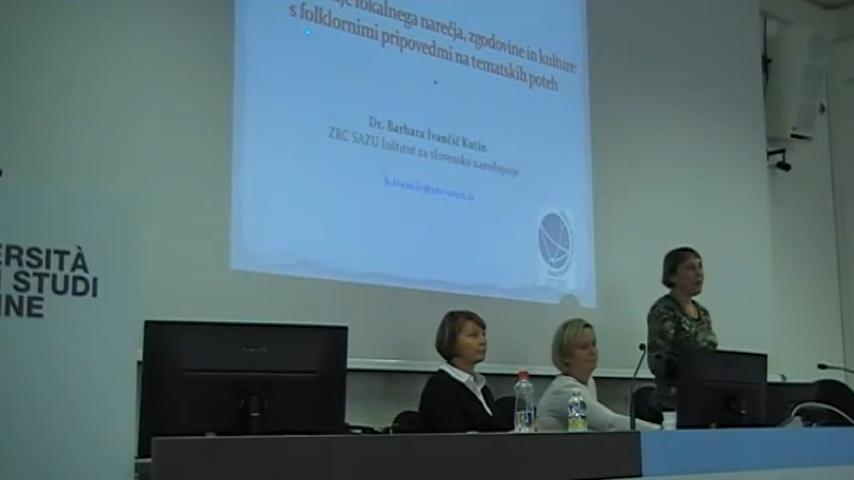 lokalnega narečja, zgodovine in kulture
s folklornimi pripovedmi na tematskih poteh
Dr. Barbara Ivančič Kutin
ZRC SAZU Inštitut za slovensko narodopisje
ERSITÀ
STUDI
INE